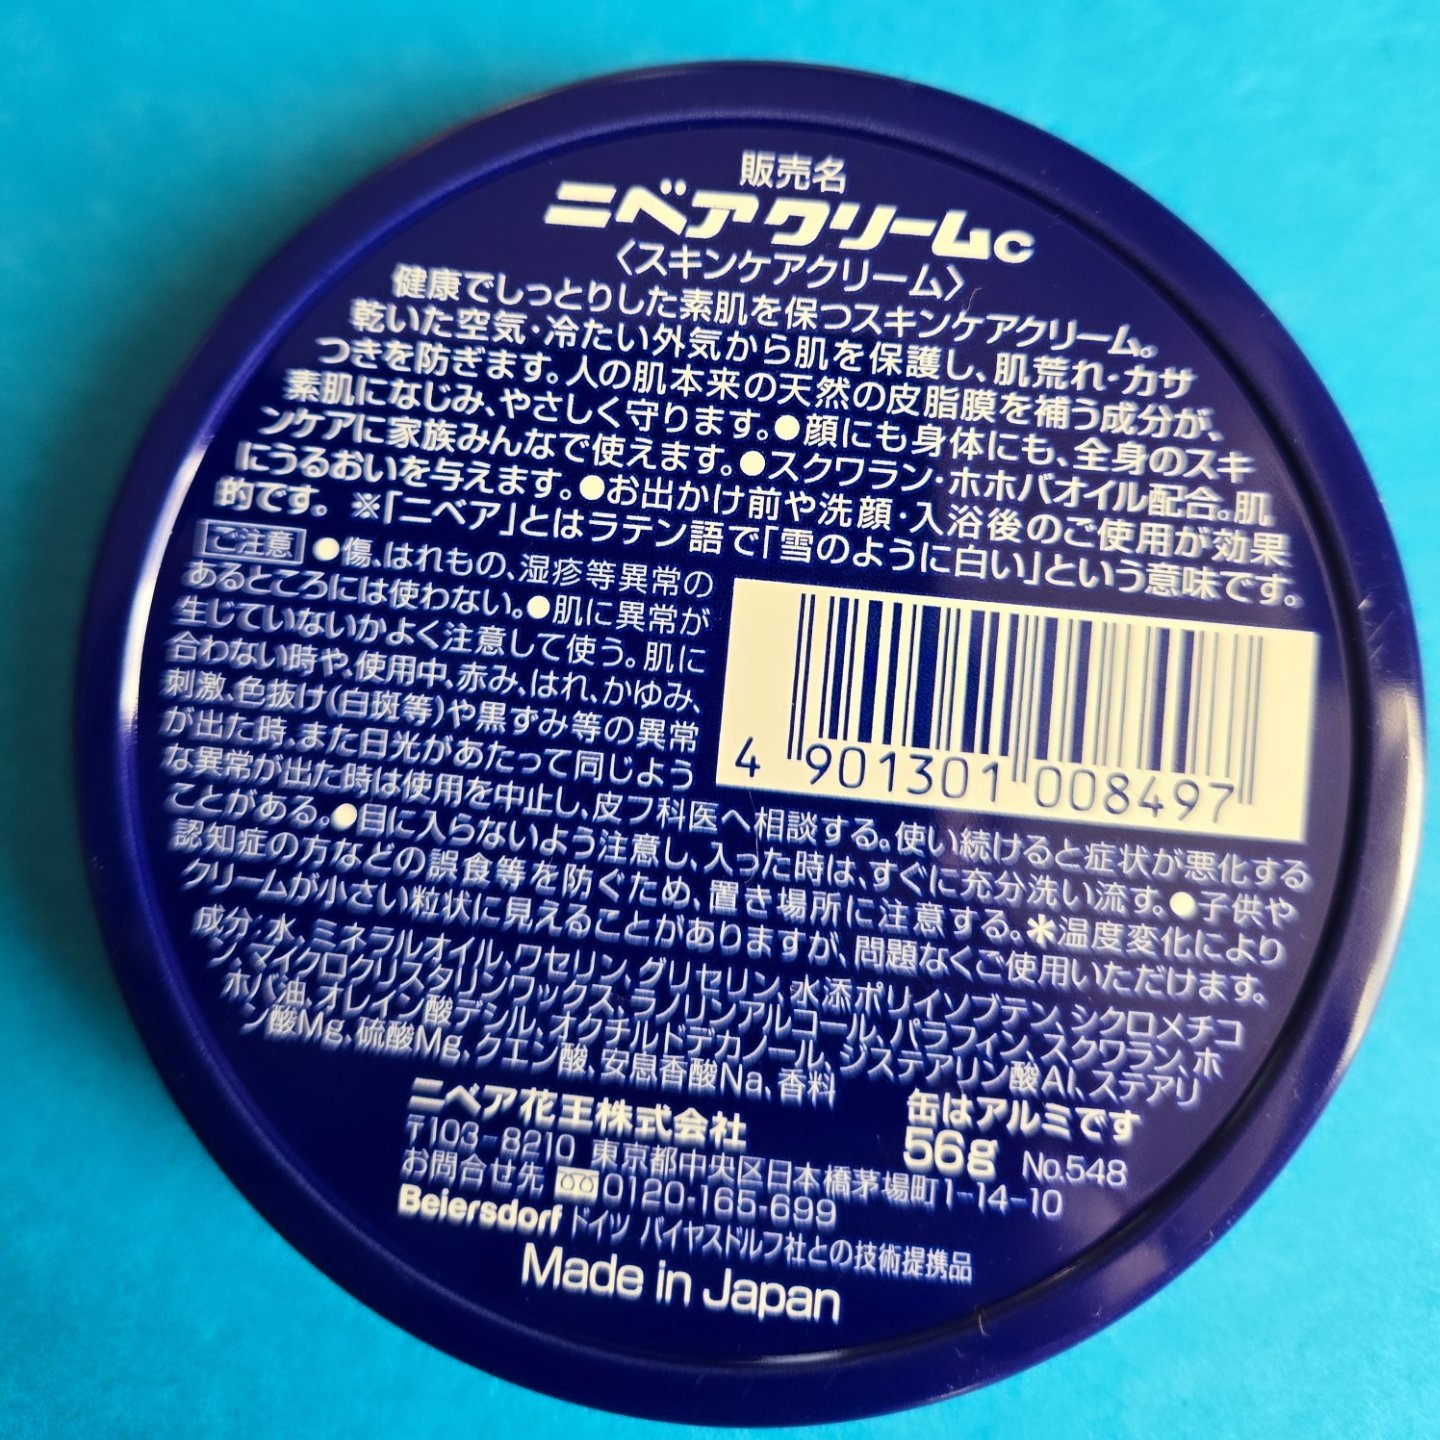 販売名
ニベアクリームc
〈スキンケアクリーム〉
健康でしっとりした素肌を保つスキンケアクリーム。
乾いた空気・冷たい外気から肌を保護し、肌荒れ・カサ
つきを防ぎます。人の肌本来の天然の皮脂膜を補う成分が、
素肌になじみ、やさしく守ります。●顔にも身体にも、全身のスキ
ンケアに家族みんなで使えます。●スクワラン・ホホバオイル配合。肌
にうるおいを与えます。●お出かけ前や洗顔・入浴後のご使用が効果
的です。 ※「ニベア」とはラテン語で「雪のように白い」という意味です。
ご注意 ●傷、はれもの、湿疹等異常の
あるところには使わない。●肌に異常が
生じていないかよく注意して使う。肌に
合わない時や、使用中、赤み、はれ、かゆみ、
刺激、色抜け(白斑等)や黒ずみ等の異常
が出た時、また日光があたって同じよう
な異常が出た時は使用を中止し、皮フ科医へ相談する。使い続けると症状が悪化する
ことがある。●目に入らないよう注意し、入った時は、すぐに充分洗い流す。●子供や
認知症の方などの誤食等を防ぐため、置き場所に注意する。＊温度変化により
クリームが小さい粒状に見えることがありますが、問題なくご使用いただけます。
4 901301 008497
成分：水、ミネラルオイル、ワセリン、グリセリン、水添ポリイソブテン、シクロメチコ
ン、マイクロクリスタリンワックス、ラノリンアルコール、パラフィン、スクワラン、ホ
ホバ油、オレイン酸デシル、オクチルドデカノール、ジステアリン酸Al、ステアリ
ン酸Mg、硫酸Mg、クエン酸、安息香酸Na、香料
ニベア花王株式会社
缶はアルミです
56g No.548
〒103-8210 東京都中央区日本橋茅場町1-14-10
お問合せ先 0120-165-699
Beiersdorf ドイツ バイヤスドルフ社との技術提携品
Made in Japan